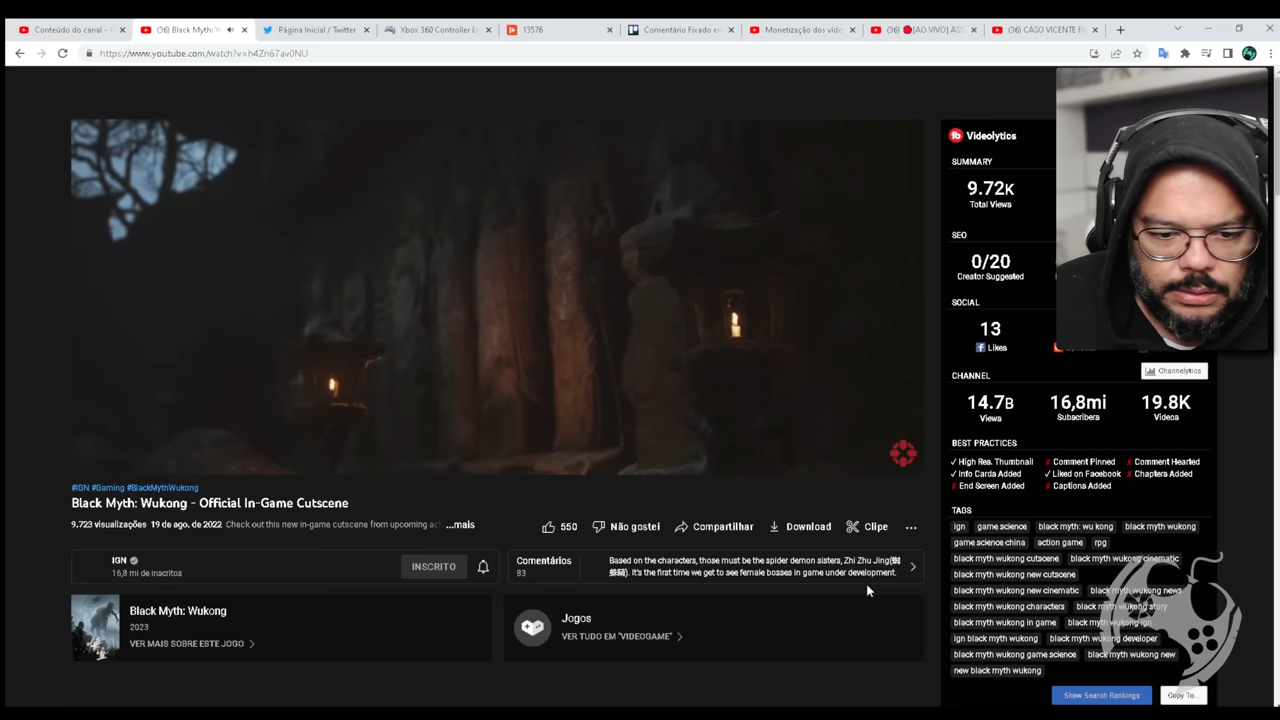 (36) Conteúdo do canal -
(36) Black Myth: W
Página Inicial / Twitter
Xbox 360 Controller E
13576
Comentário Fixado e
Monetização dos víde
(36) 🔴[AO VIVO] AS
(36) CASO VICENTE F
https://www.youtube.com/watch?v=h4Zn67av0NU
Videolytics
SUMMARY
9.72K
Total Views
SEO
0/20
Creator Suggested
SOCIAL
13
Likes
CHANNEL
Channelytics
14.7B
16,8mi
19.8K
Views
Subscribers
Videos
BEST PRACTICES
✓ High Res. Thumbnail
✗ Comment Pinned
✗ Comment Hearted
✓ Info Cards Added
✓ Liked on Facebook
✗ Chapters Added
✗ End Screen Added
✗ Captions Added
TAGS
ign game science black myth: wu kong black myth wukong
game science china action game rpg
black myth wukong cutscene black myth wukong cinematic
black myth wukong new cutscene
black myth wukong new cinematic black myth wukong news
black myth wukong characters black myth wukong story
black myth wukong in game black myth wukong ign
ign black myth wukong black myth wukong developer
black myth wukong game science black myth wukong new
new black myth wukong
Show Search Rankings
Copy To...
#IGN #Gaming #BlackMythWukong
Black Myth: Wukong - Official In-Game Cutscene
9.723 visualizações 19 de ago. de 2022 Check out this new in-game cutscene from upcoming ac ...mais
550
Não gostei
Compartilhar
Download
Clipe
IGN
16,8 mi de inscritos
INSCRITO
Comentários
83
Based on the characters, those must be the spider demon sisters, Zhi Zhu Jing(蜘
蛛精). It's the first time we get to see female bosses in game under development.
Black Myth: Wukong
2023
VER MAIS SOBRE ESTE JOGO
Jogos
VER TUDO EM "VIDEOGAME"